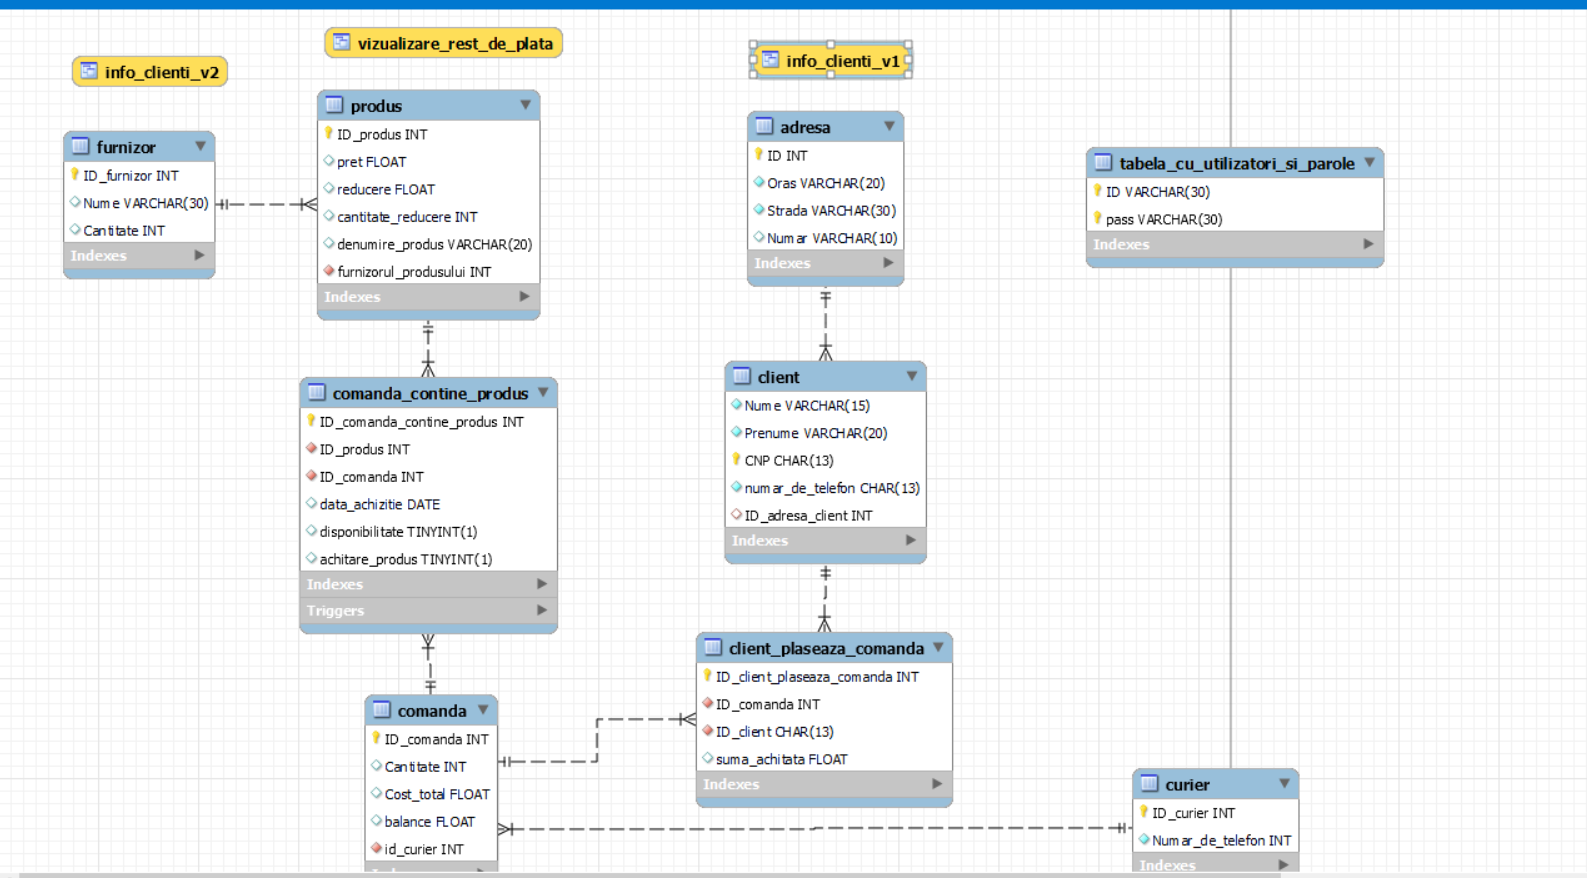 info_clienti_v2
vizualizare_rest_de_plata
info_clienti_v1
furnizor
ID_furnizor INT
Nume VARCHAR(30)
Cantitate INT
Indexes
produs
ID_produs INT
pret FLOAT
reducere FLOAT
cantitate_reducere INT
denumire_produs VARCHAR(20)
furnizorul_produsului INT
Indexes
adresa
ID INT
Oras VARCHAR(20)
Strada VARCHAR(30)
Numar VARCHAR(10)
Indexes
tabela_cu_utilizatori_si_parole
ID VARCHAR(30)
pass VARCHAR(30)
Indexes
comanda_contine_produs
ID_comanda_contine_produs INT
ID_produs INT
ID_comanda INT
data_achizitie DATE
disponibilitate TINYINT(1)
achitare_produs TINYINT(1)
Indexes
Triggers
client
Nume VARCHAR(15)
Prenume VARCHAR(20)
CNP CHAR(13)
numar_de_telefon CHAR(13)
ID_adresa_client INT
Indexes
client_plaseaza_comanda
ID_client_plaseaza_comanda INT
ID_comanda INT
ID_client CHAR(13)
suma_achitata FLOAT
Indexes
comanda
ID_comanda INT
Cantitate INT
Cost_total FLOAT
balance FLOAT
id_curier INT
curier
ID_curier INT
Numar_de_telefon INT
Indexes